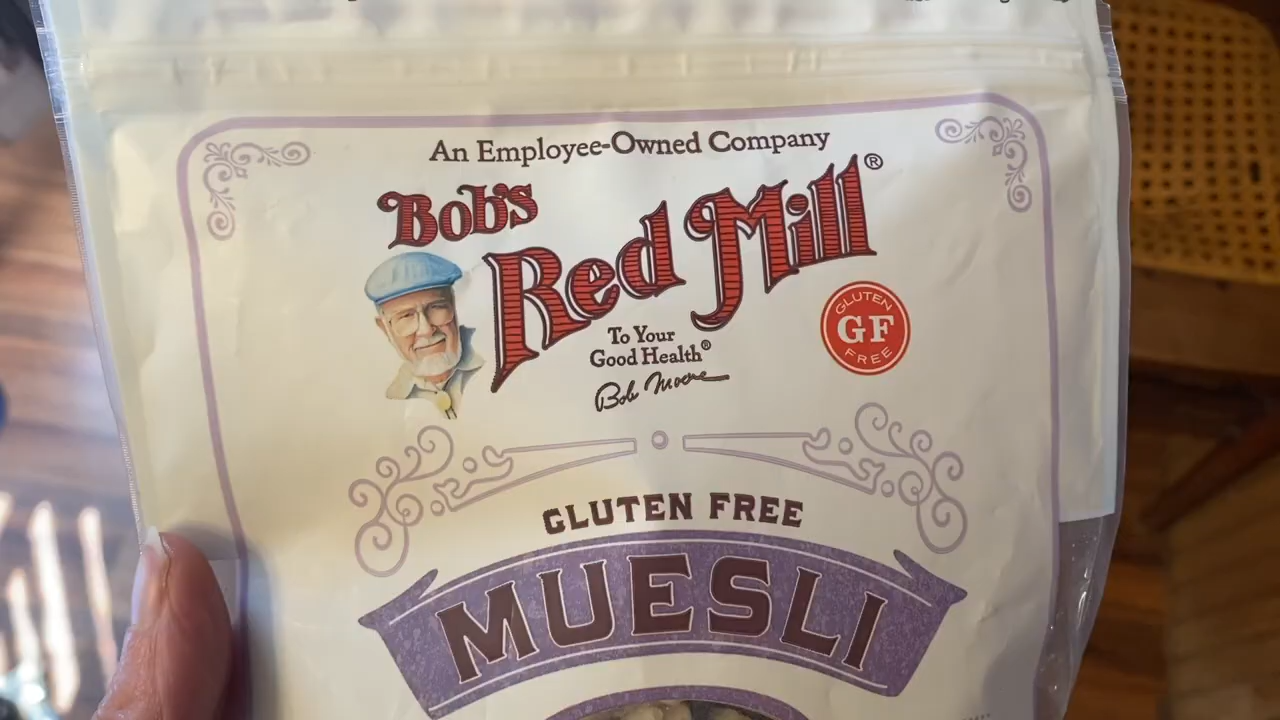 An Employee-Owned Company
Bob's
Red Mill®
To Your
Good Health®
Bob Moore
GLUTEN
GF
FREE
GLUTEN FREE
MUESLI